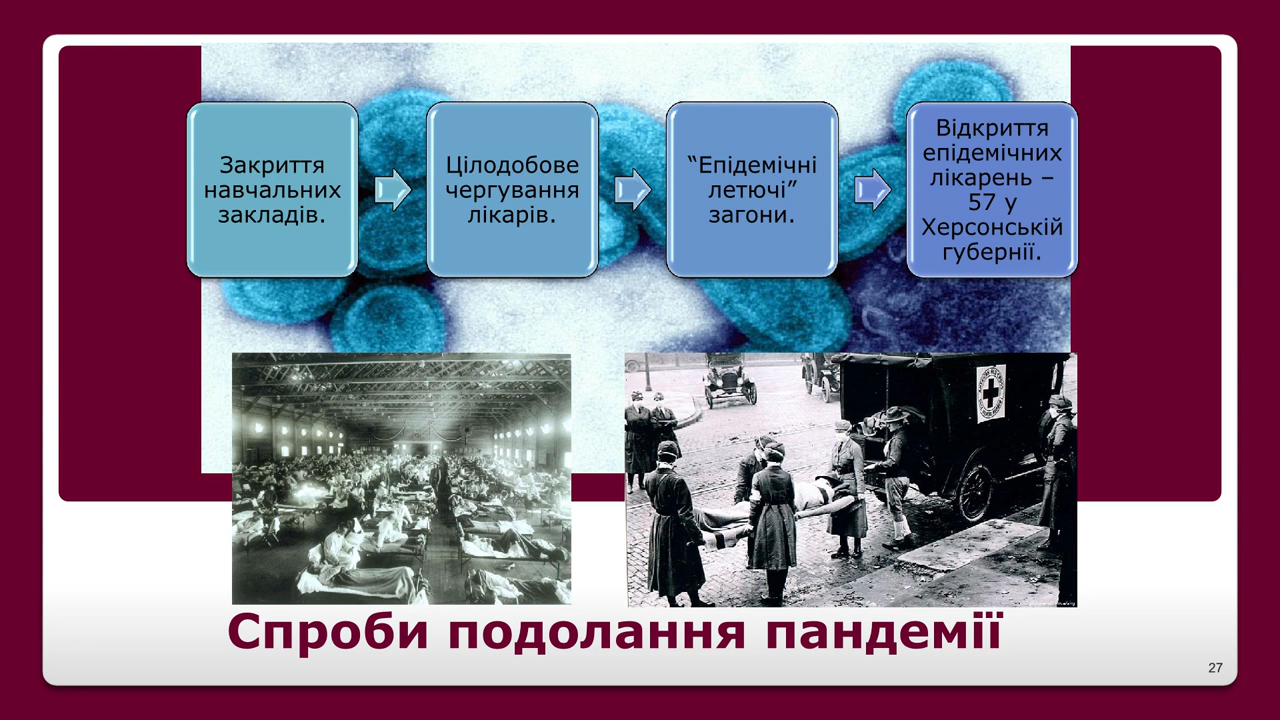 Закриття
навчальних
закладів.
Цілодобове
чергування
лікарів.
“Епідемічні
летючі”
загони.
Відкриття
епідемічних
лікарень –
57 у
Херсонській
губернії.
Спроби подолання пандемії
27